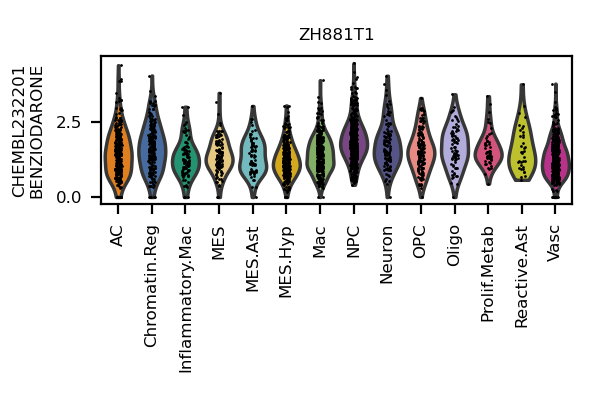 ZH881T1
CHEMBL232201
BENZIODARONE
2.5
0.0
AC
Chromatin.Reg
Inflammatory.Mac
MES
MES.Ast
MES.Hyp
Mac
NPC
Neuron
OPC
Oligo
Prolif.Metab
Reactive.Ast
Vasc